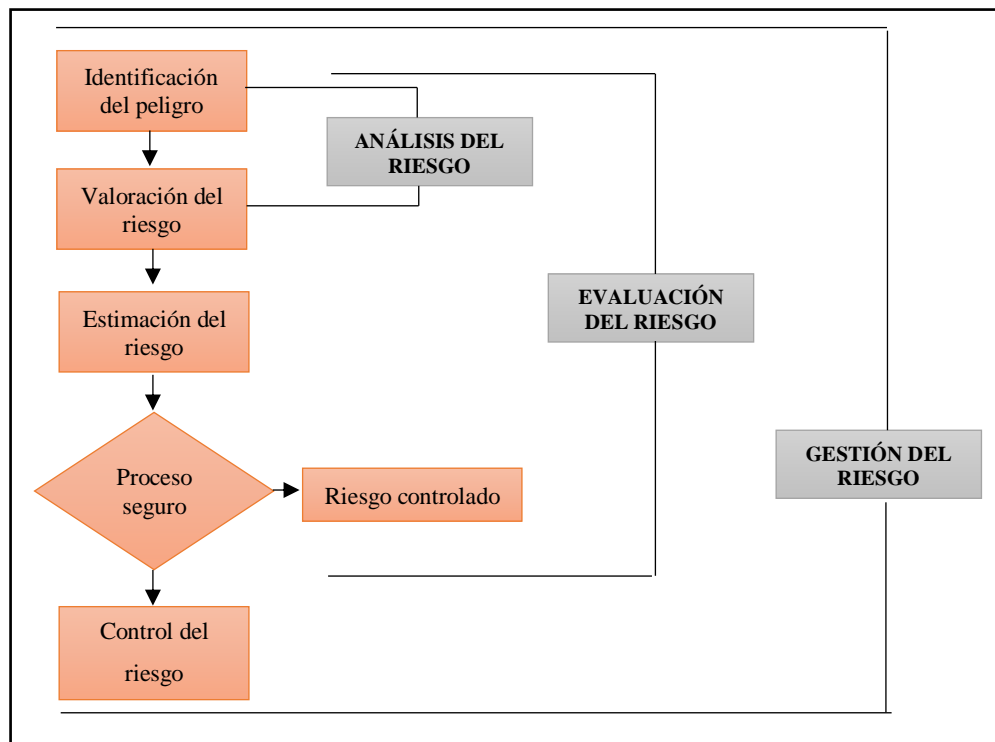 Identificación
del peligro
ANÁLISIS DEL
RIESGO
Valoración del
riesgo
EVALUACIÓN
DEL RIESGO
Estimación del
riesgo
GESTIÓN DEL
RIESGO
Proceso
seguro
Riesgo controlado
Control del
riesgo